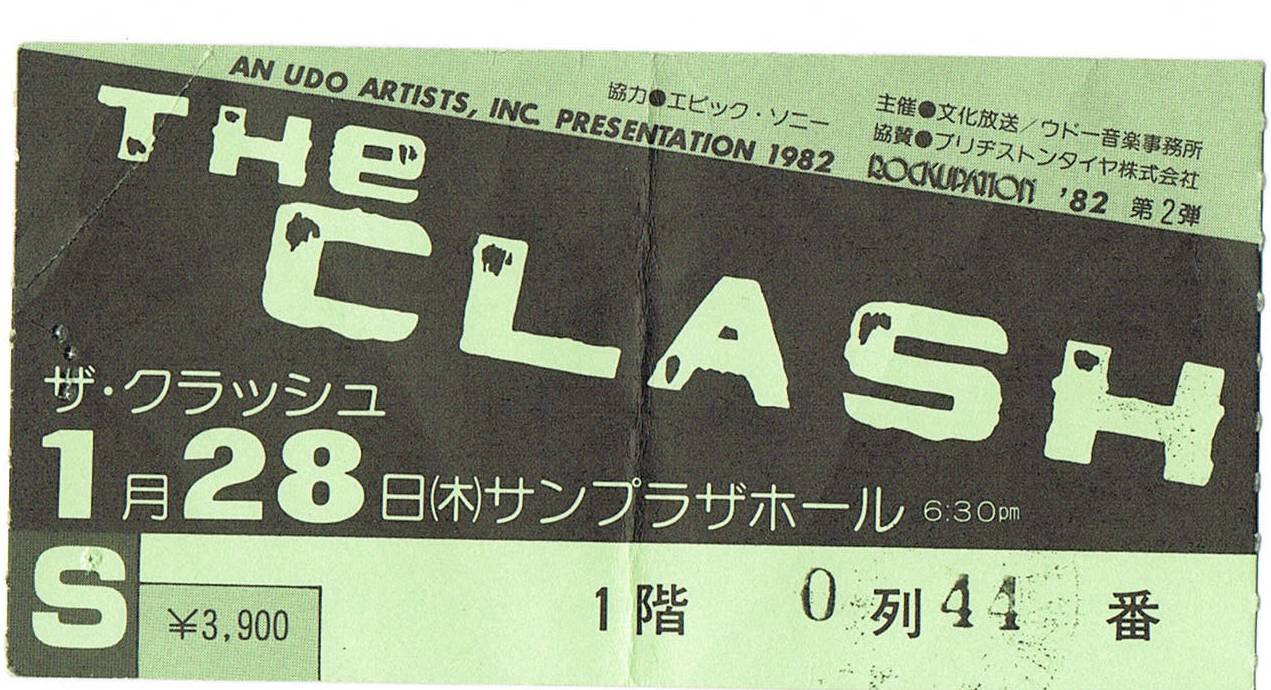 AN UDO ARTISTS, INC. PRESENTATION 1982
協力●エピック・ソニー
主催●文化放送/ウドー音楽事務所
協賛●ブリヂストンタイヤ株式会社
ROCKUPATION '82 第2弾
THe
CLASH
ザ・クラッシュ
1月28日(木)サンプラザホール 6:30pm
S
¥3,900
1階 0列44番